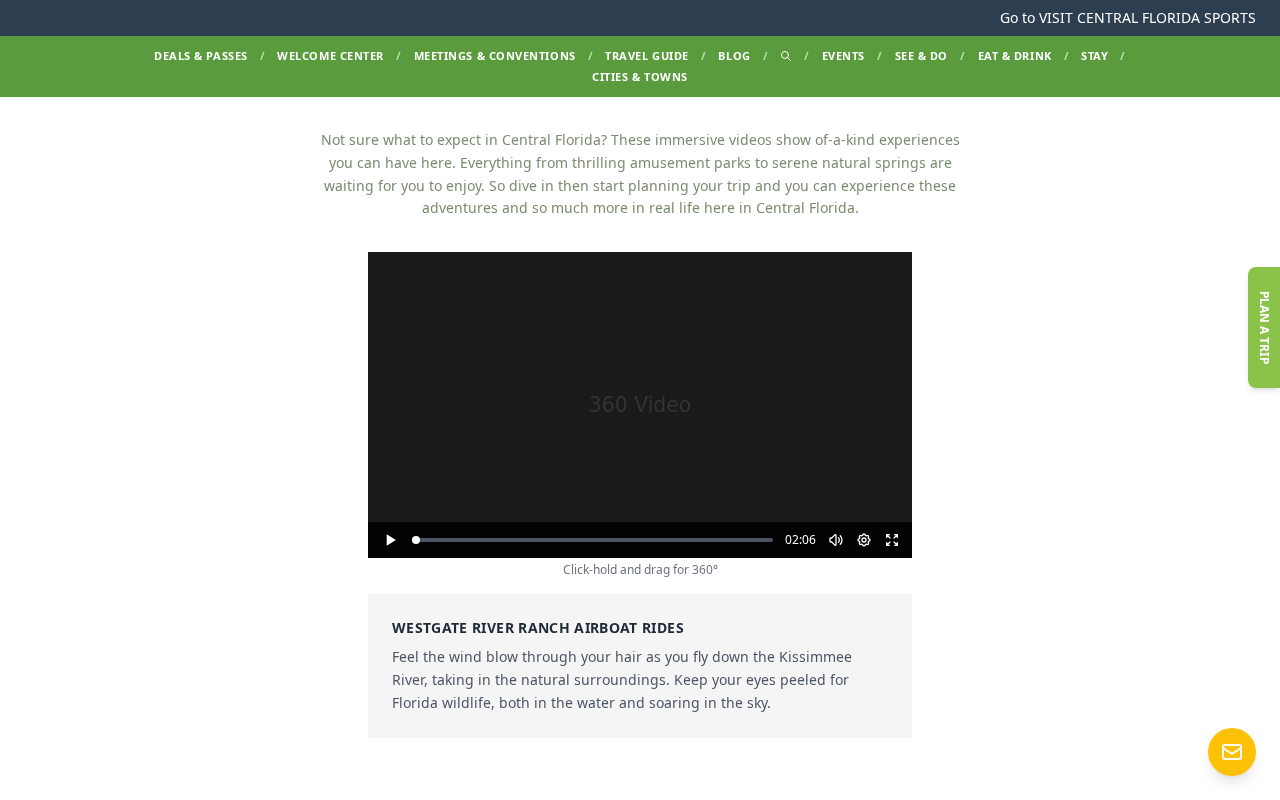 Go to VISIT CENTRAL FLORIDA SPORTS
DEALS & PASSES / WELCOME CENTER / MEETINGS & CONVENTIONS / TRAVEL GUIDE / BLOG / / EVENTS / SEE & DO / EAT & DRINK / STAY /
CITIES & TOWNS
Not sure what to expect in Central Florida? These immersive videos show of-a-kind experiences
you can have here. Everything from thrilling amusement parks to serene natural springs are
waiting for you to enjoy. So dive in then start planning your trip and you can experience these
adventures and so much more in real life here in Central Florida.
PLAN A TRIP
360 Video
02:06
Click-hold and drag for 360°
WESTGATE RIVER RANCH AIRBOAT RIDES
Feel the wind blow through your hair as you fly down the Kissimmee
River, taking in the natural surroundings. Keep your eyes peeled for
Florida wildlife, both in the water and soaring in the sky.